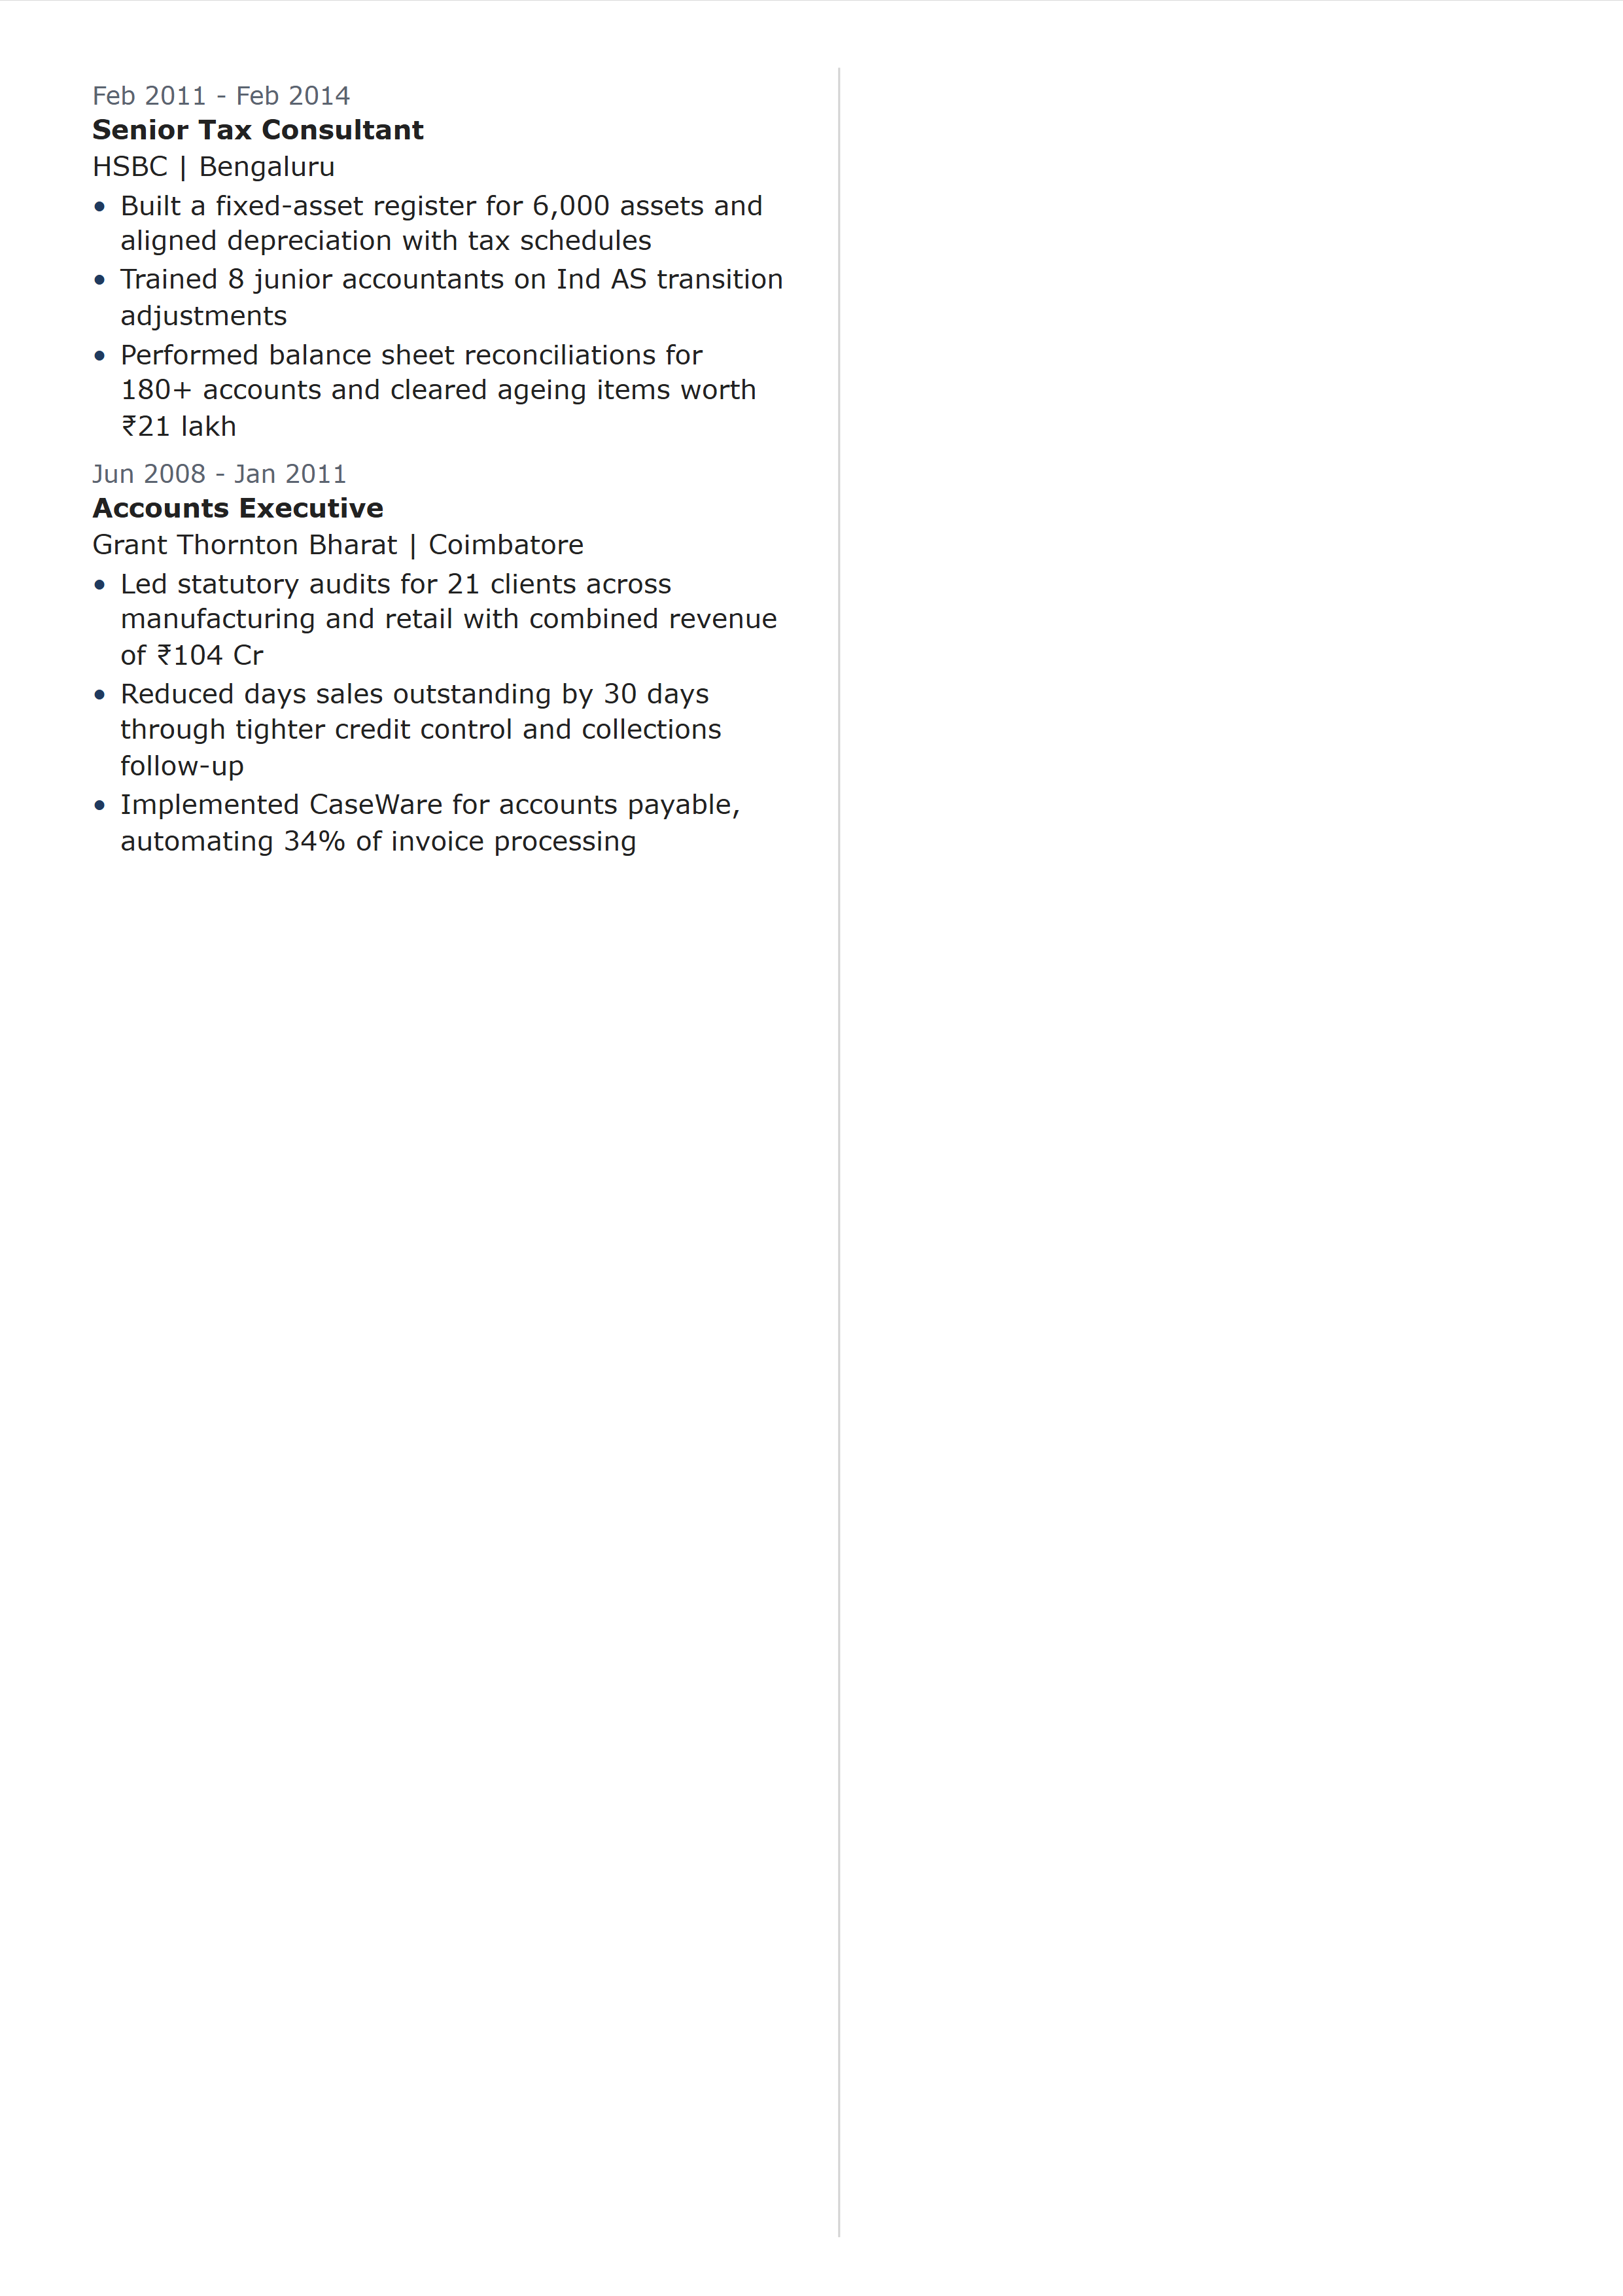 Feb 2011 - Feb 2014
Senior Tax Consultant
HSBC | Bengaluru
• Built a fixed-asset register for 6,000 assets and
aligned depreciation with tax schedules
• Trained 8 junior accountants on Ind AS transition
adjustments
• Performed balance sheet reconciliations for
180+ accounts and cleared ageing items worth
₹21 lakh
Jun 2008 - Jan 2011
Accounts Executive
Grant Thornton Bharat | Coimbatore
• Led statutory audits for 21 clients across
manufacturing and retail with combined revenue
of ₹104 Cr
• Reduced days sales outstanding by 30 days
through tighter credit control and collections
follow-up
• Implemented CaseWare for accounts payable,
automating 34% of invoice processing